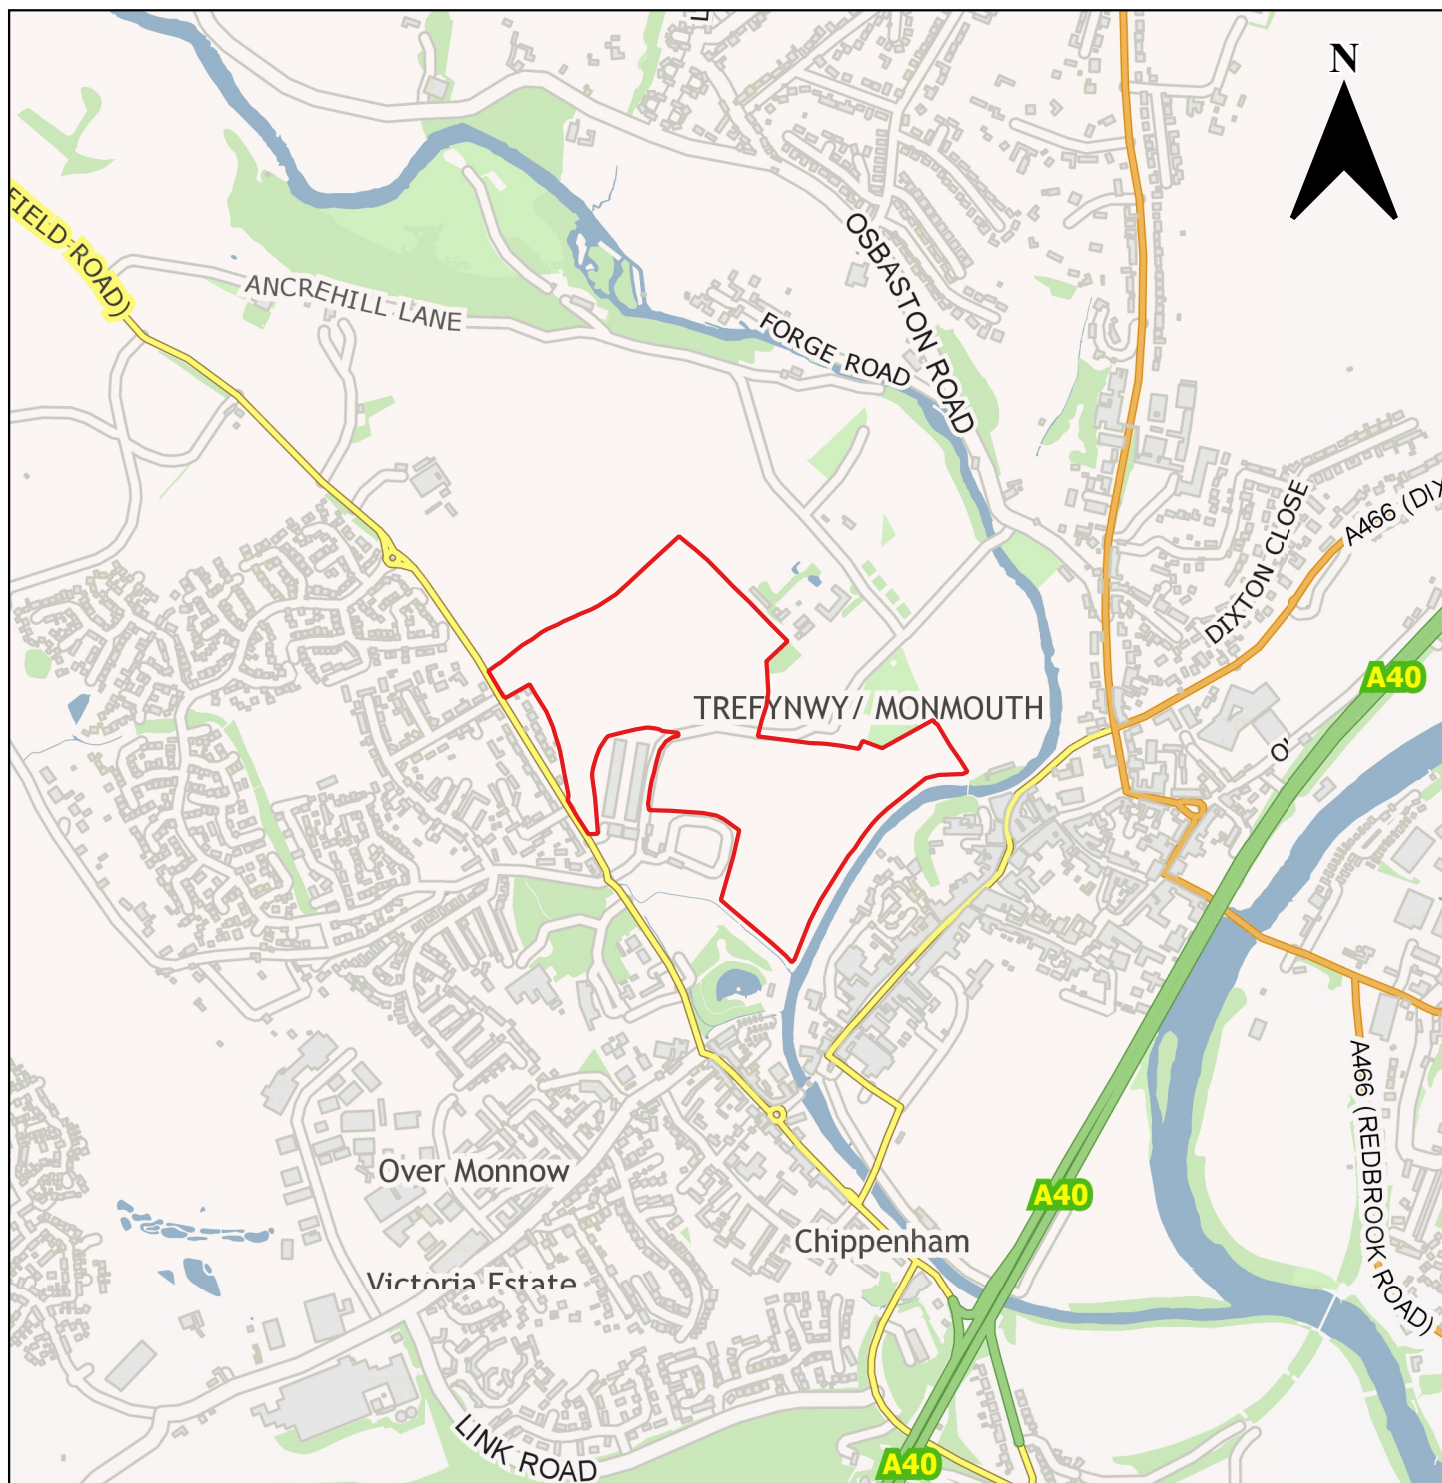 N
FIELD ROAD)
ANCREHILL LANE
OSBASTON ROAD
FORGE ROAD
DIXTON CLOSE
A466 (DIX
A40
TREFYNWY/ MONMOUTH
A466 (REDBROOK ROAD)
Over Monnow
A40
Chippenham
Victoria Estate
LINK ROAD
A40